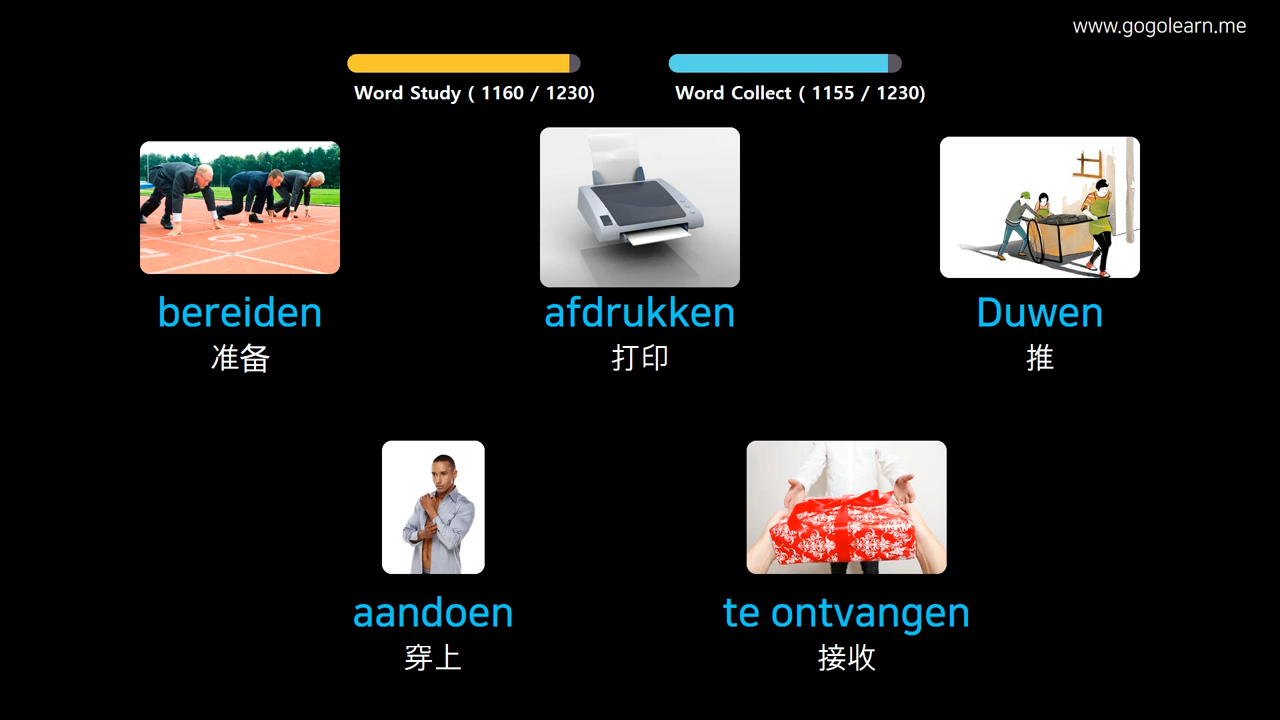 www.gogolearn.me
Word Study ( 1160 / 1230)
Word Collect ( 1155 / 1230)
bereiden
准备
afdrukken
打印
Duwen
推
aandoen
穿上
te ontvangen
接收